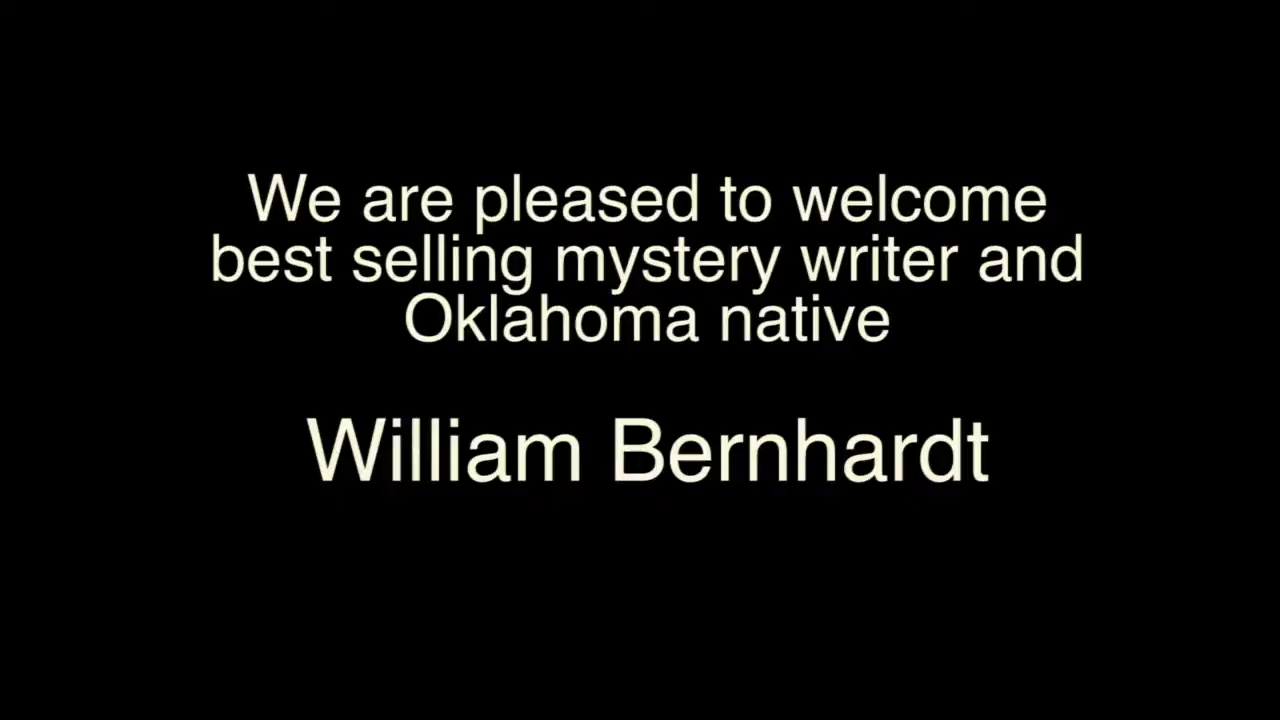 We are pleased to welcome
best selling mystery writer and
Oklahoma native
William Bernhardt